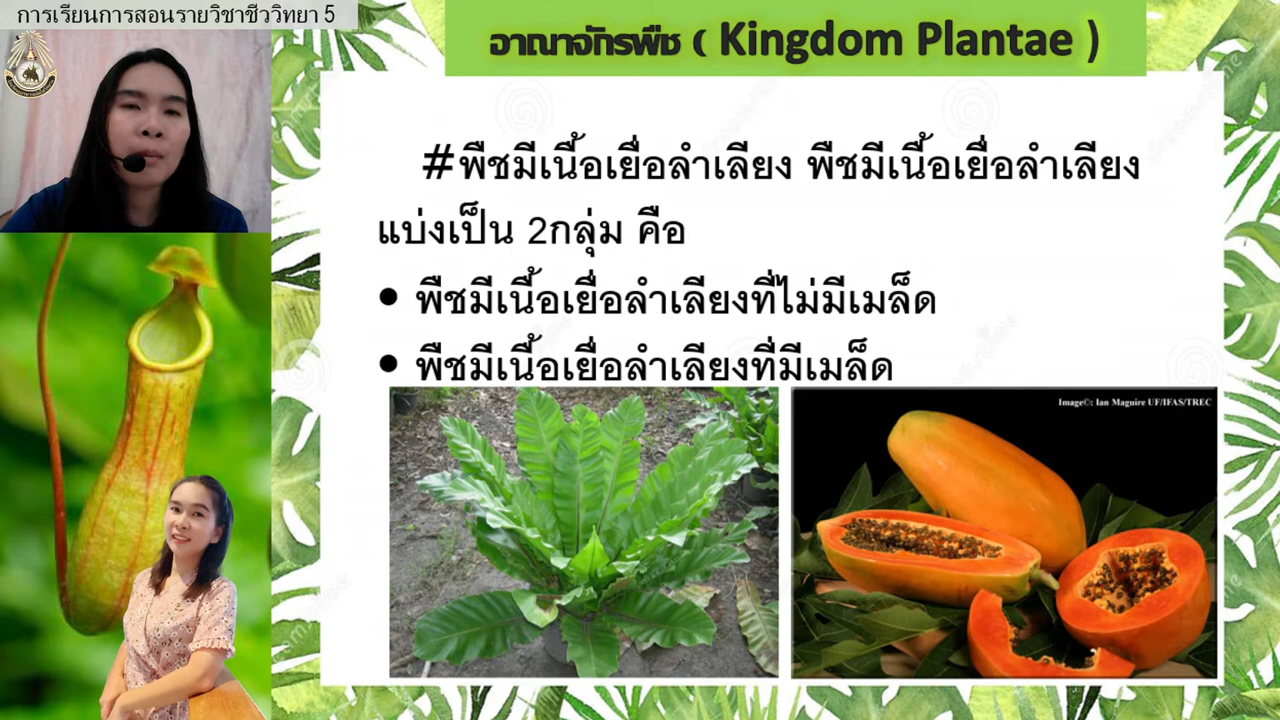 การเรียนการสอนรายวิชาชีววิทยา 5
อาณาจักรพืช ( Kingdom Plantae )
#พืชมีเนื้อเยื่อลำเลียง พืชมีเนื้อเยื่อลำเลียง
แบ่งเป็น 2กลุ่ม คือ
• พืชมีเนื้อเยื่อลำเลียงที่ไม่มีเมล็ด
• พืชมีเนื้อเยื่อลำเลียงที่มีเมล็ด
Image©: Ian Maguire UF/IFAS/TREC